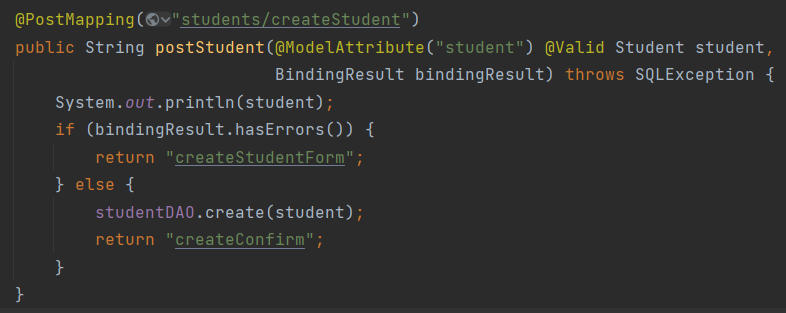 @PostMapping("students/createStudent")
public String postStudent(@ModelAttribute("student") @Valid Student student,
                          BindingResult bindingResult) throws SQLException {
    System.out.println(student);
    if (bindingResult.hasErrors()) {
        return "createStudentForm";
    } else {
        studentDAO.create(student);
        return "createConfirm";
    }
}